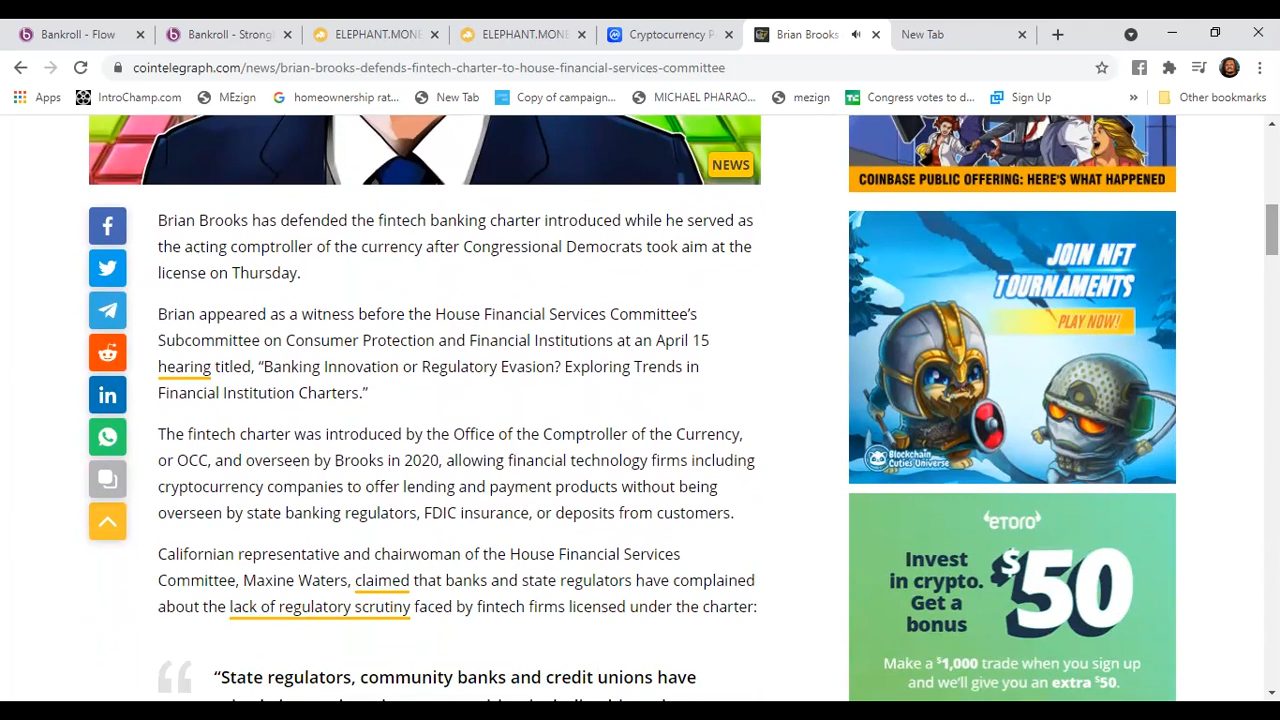 Bankroll - Flow
Bankroll - Strong
ELEPHANT.MONE
ELEPHANT.MONE
Cryptocurrency P
Brian Brooks
New Tab
cointelegraph.com/news/brian-brooks-defends-fintech-charter-to-house-financial-services-committee
Apps
IntroChamp.com
MEzign
homeownership rat...
New Tab
Copy of campaign...
MICHAEL PHARAO...
mezign
Congress votes to d...
Sign Up
Other bookmarks
NEWS
COINBASE PUBLIC OFFERING: HERE'S WHAT HAPPENED
Brian Brooks has defended the fintech banking charter introduced while he served as
the acting comptroller of the currency after Congressional Democrats took aim at the
license on Thursday.
Brian appeared as a witness before the House Financial Services Committee’s
Subcommittee on Consumer Protection and Financial Institutions at an April 15
hearing titled, “Banking Innovation or Regulatory Evasion? Exploring Trends in
Financial Institution Charters.”
The fintech charter was introduced by the Office of the Comptroller of the Currency,
or OCC, and overseen by Brooks in 2020, allowing financial technology firms including
cryptocurrency companies to offer lending and payment products without being
overseen by state banking regulators, FDIC insurance, or deposits from customers.
Californian representative and chairwoman of the House Financial Services
Committee, Maxine Waters, claimed that banks and state regulators have complained
about the lack of regulatory scrutiny faced by fintech firms licensed under the charter:
“State regulators, community banks and credit unions have
JOIN NFT
TOURNAMENTS
PLAY NOW!
Blockchain
Cuties Universe
eTORO
Invest
in crypto.
Get a
bonus
$50
Make a $1,000 trade when you sign up
and we'll give you an extra $50.